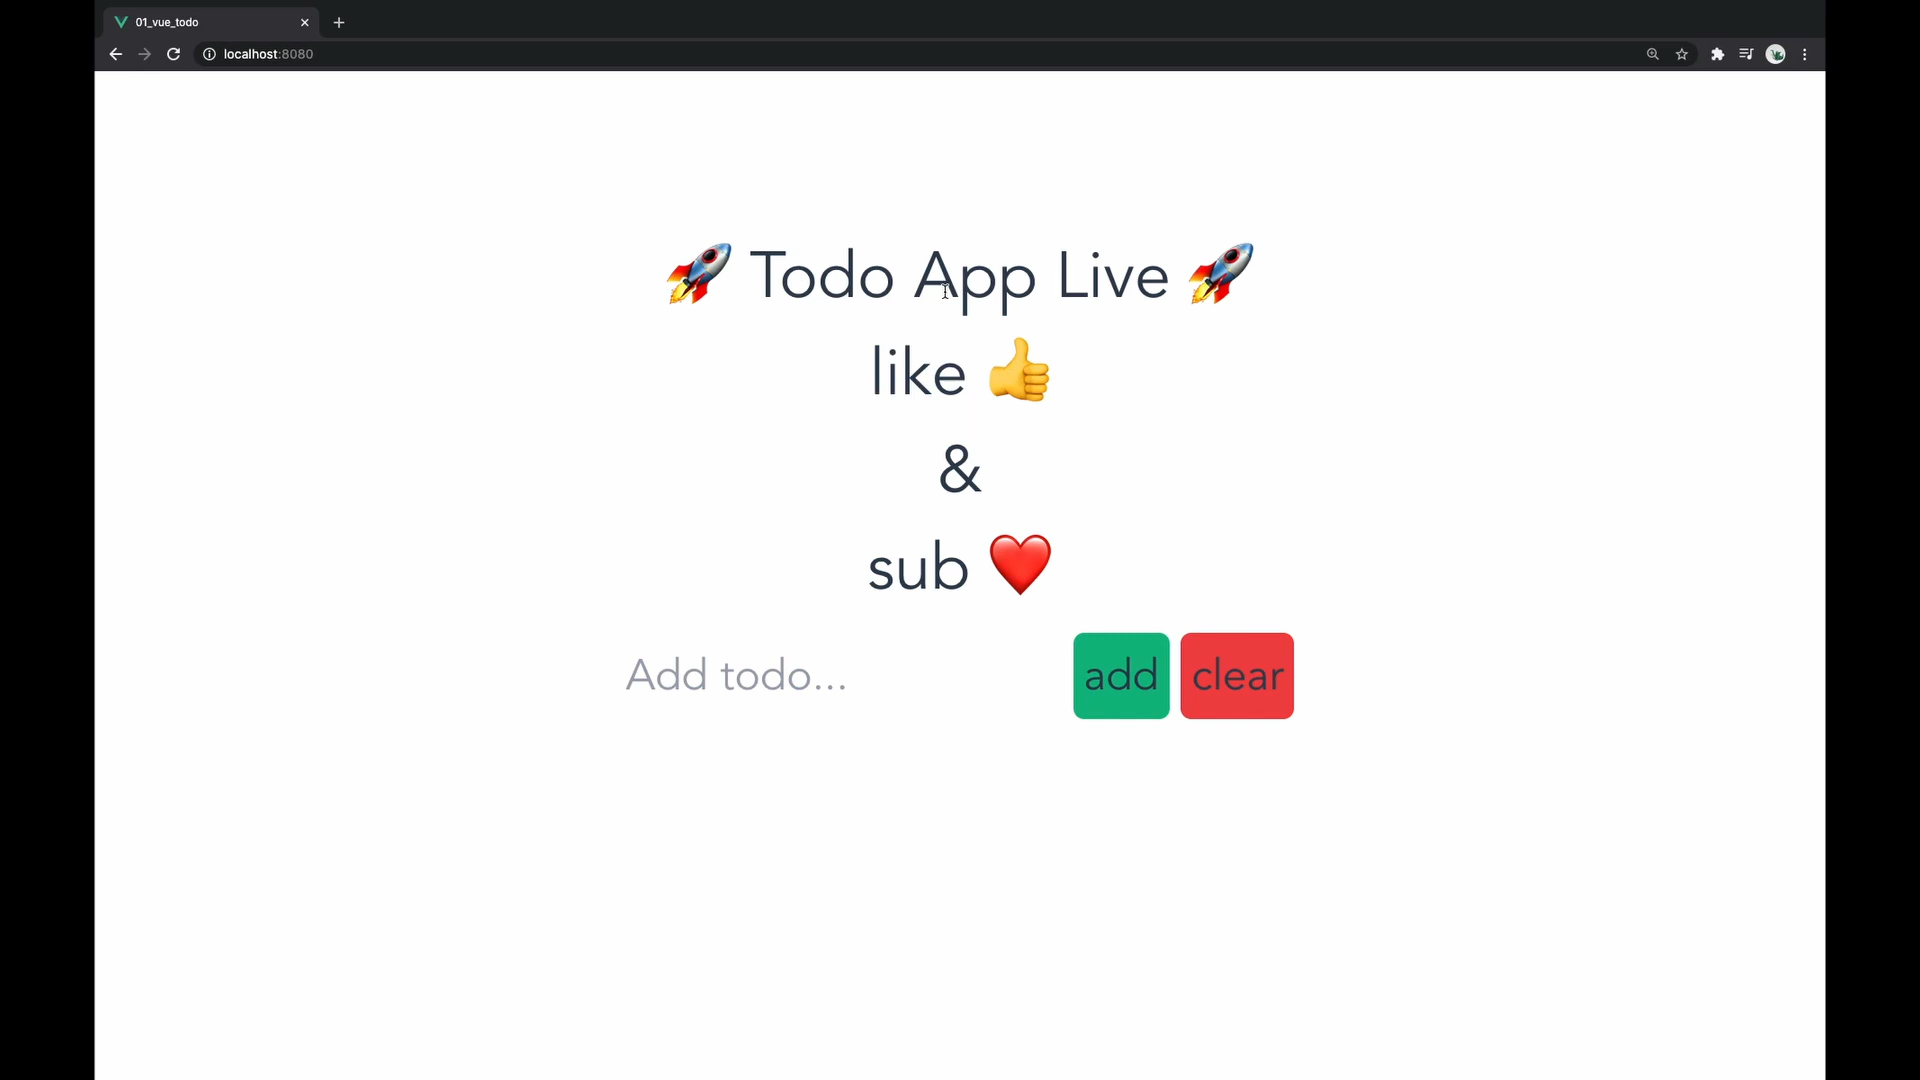 01_vue_todo
localhost:8080
🚀 Todo App Live 🚀
like 👍
&
sub ❤️
Add todo... add clear